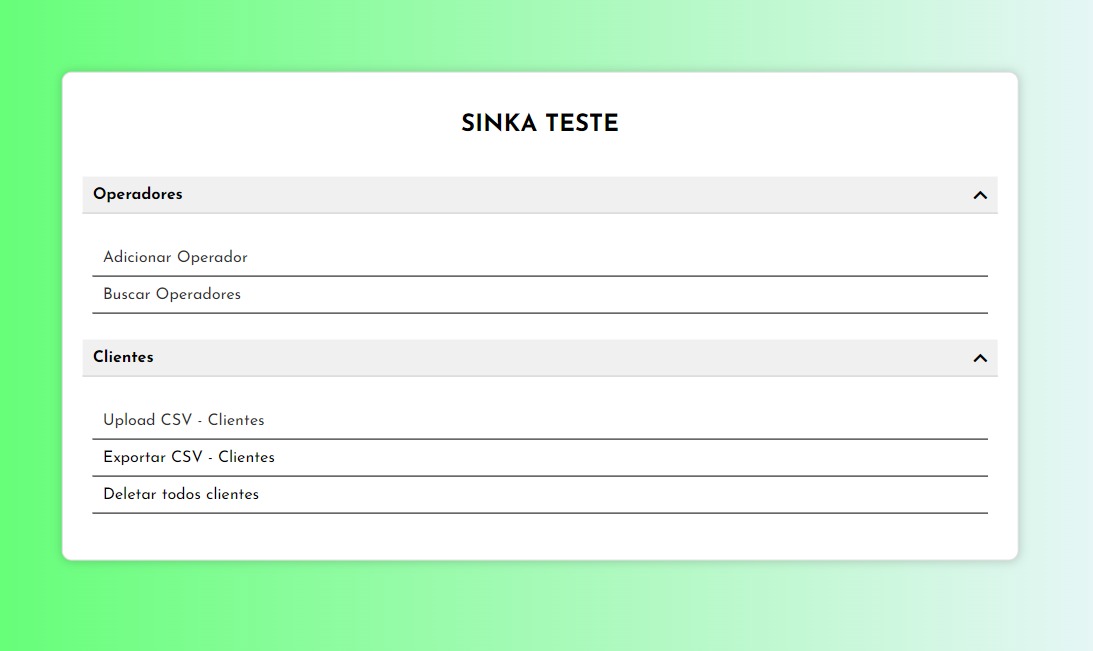 SINKA TESTE
Operadores
Adicionar Operador
Buscar Operadores
Clientes
Upload CSV - Clientes
Exportar CSV - Clientes
Deletar todos clientes